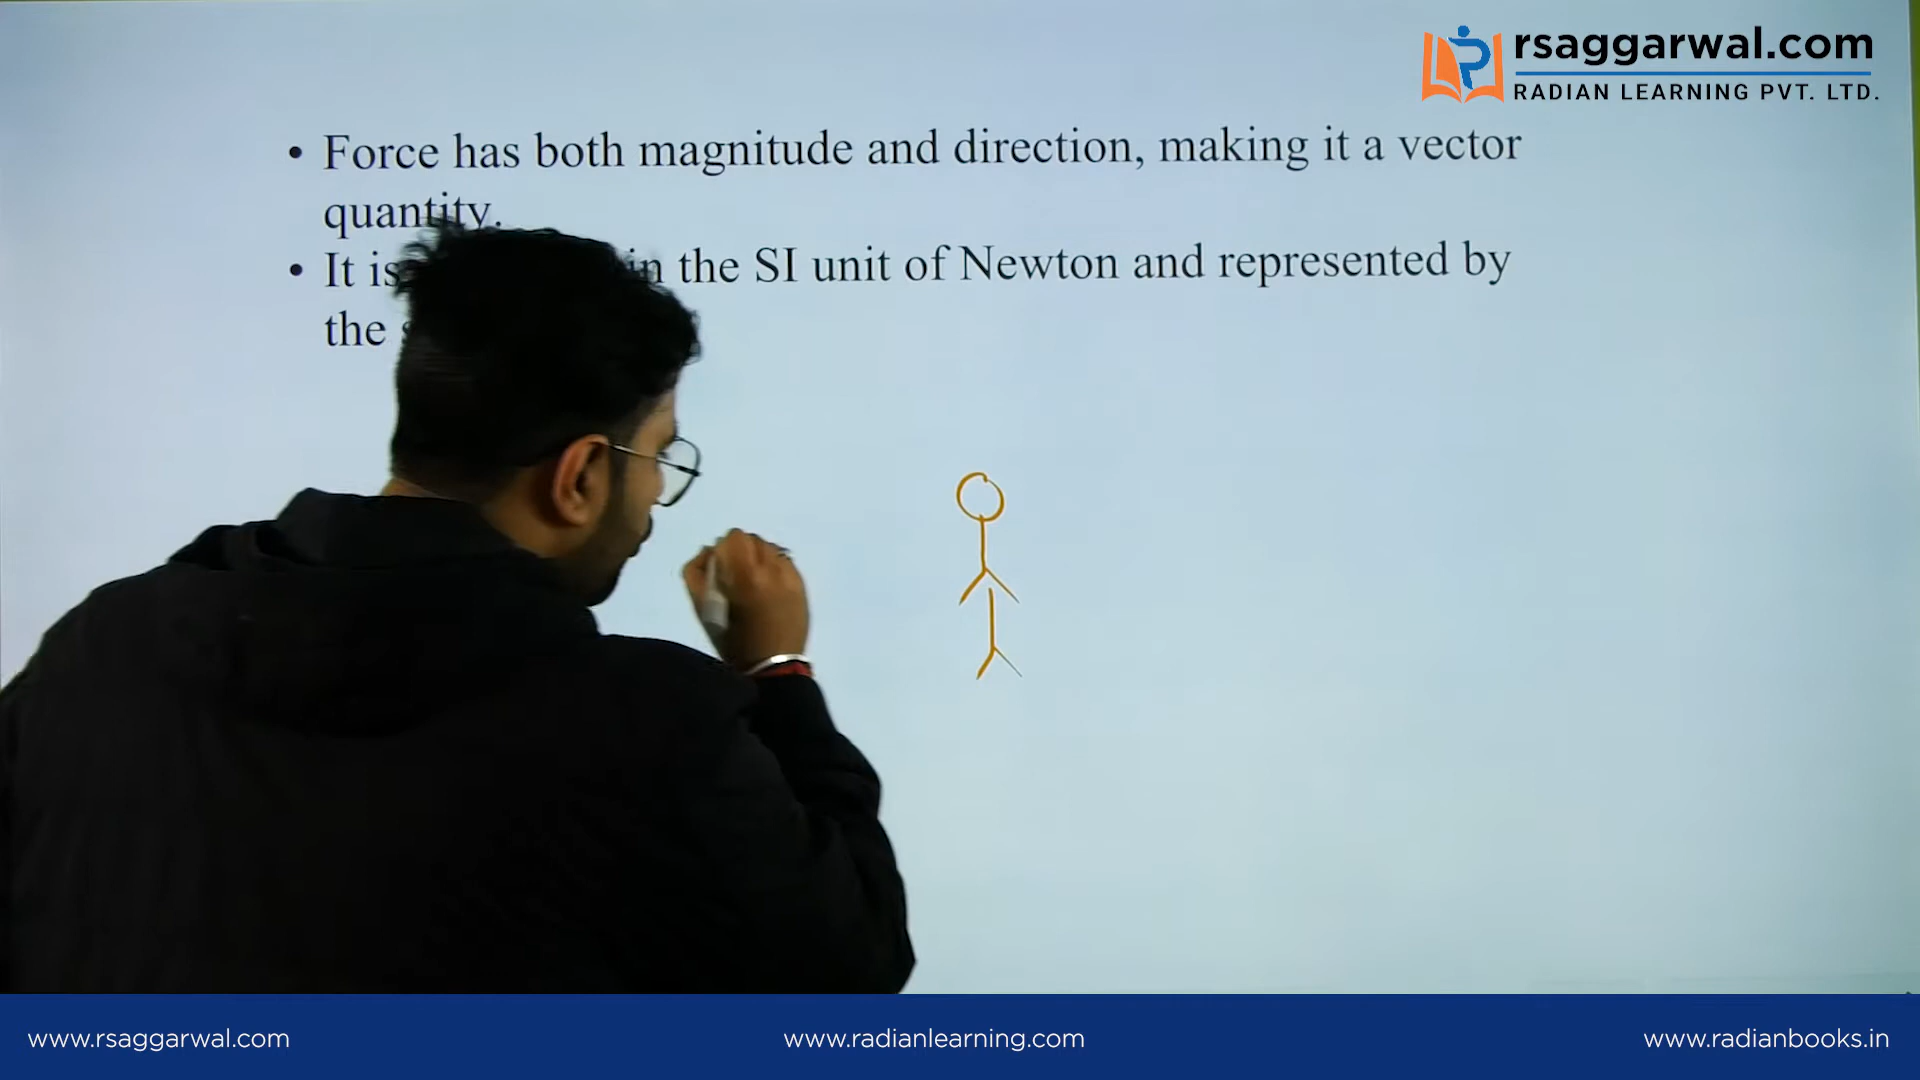 rsaggarwal.com
RADIAN LEARNING PVT. LTD.
• Force has both magnitude and direction, making it a vector
quantity.
• It is in the SI unit of Newton and represented by
the
www.rsaggarwal.com
www.radianlearning.com
www.radianbooks.in